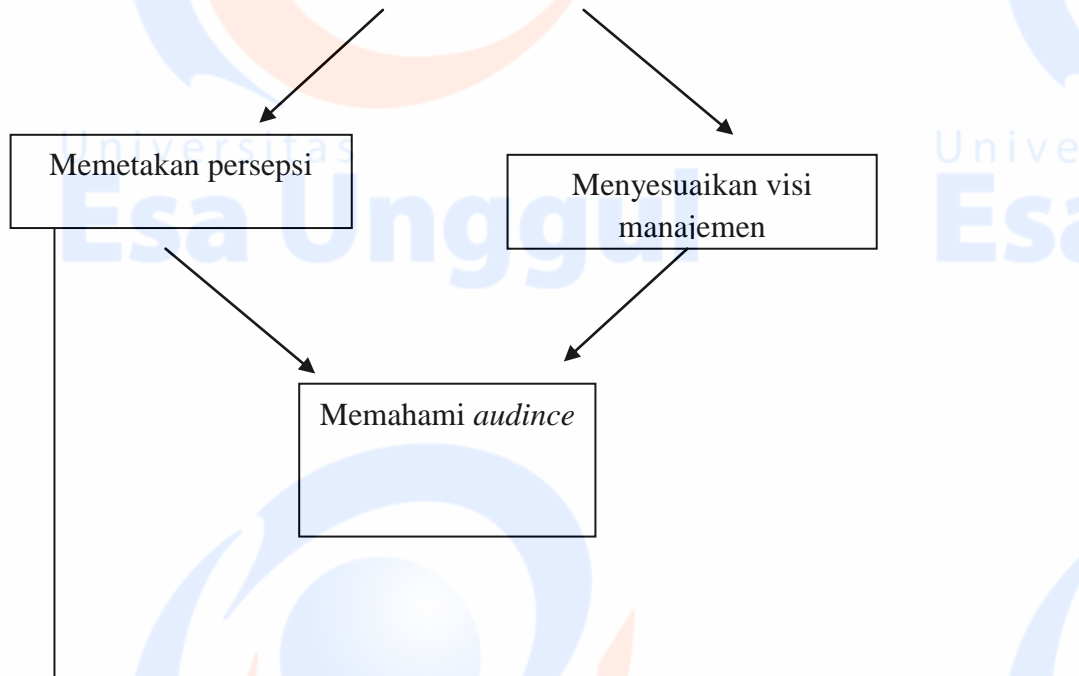 Universitas
Esa Unggul
Unive
Esa
Memetakan persepsi
Menyesuaikan visi
manajemen
Memahami audince